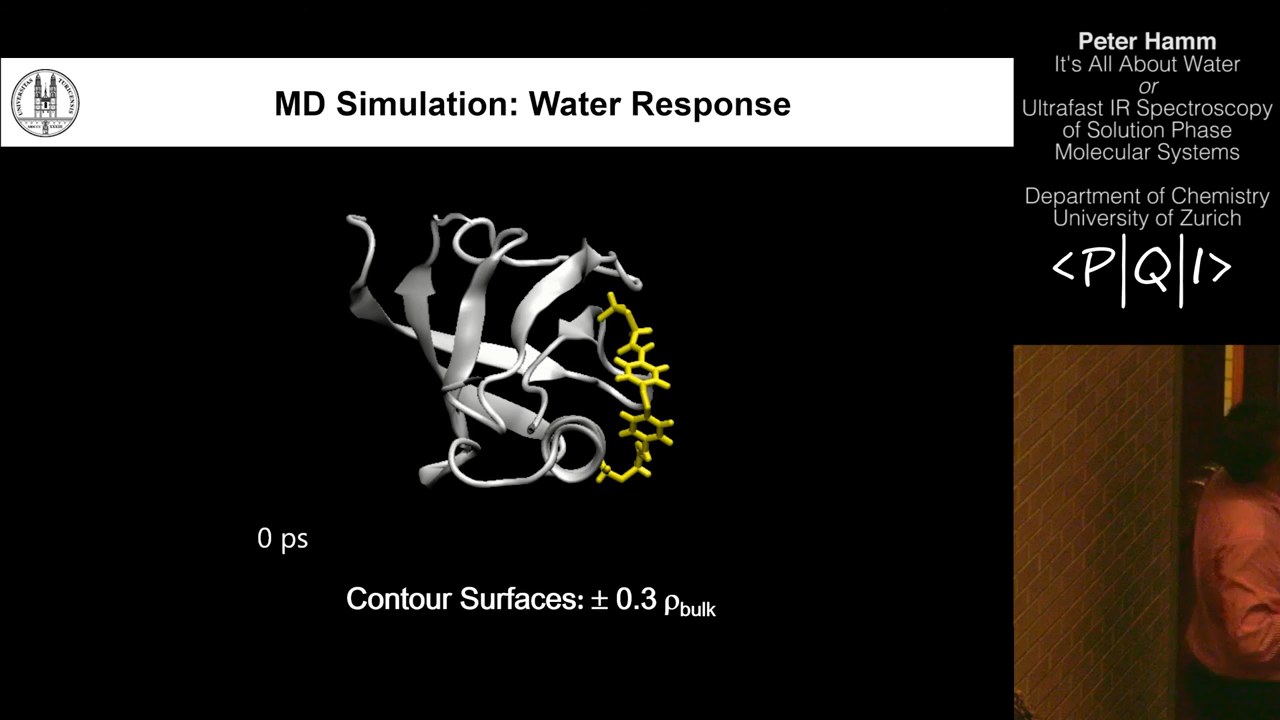 MD Simulation: Water Response
0 ps
Contour Surfaces: ± 0.3 ρbulk
Peter Hamm
It's All About Water
or
Ultrafast IR Spectroscopy
of Solution Phase
Molecular Systems
Department of Chemistry
University of Zurich
<P|Q|I>